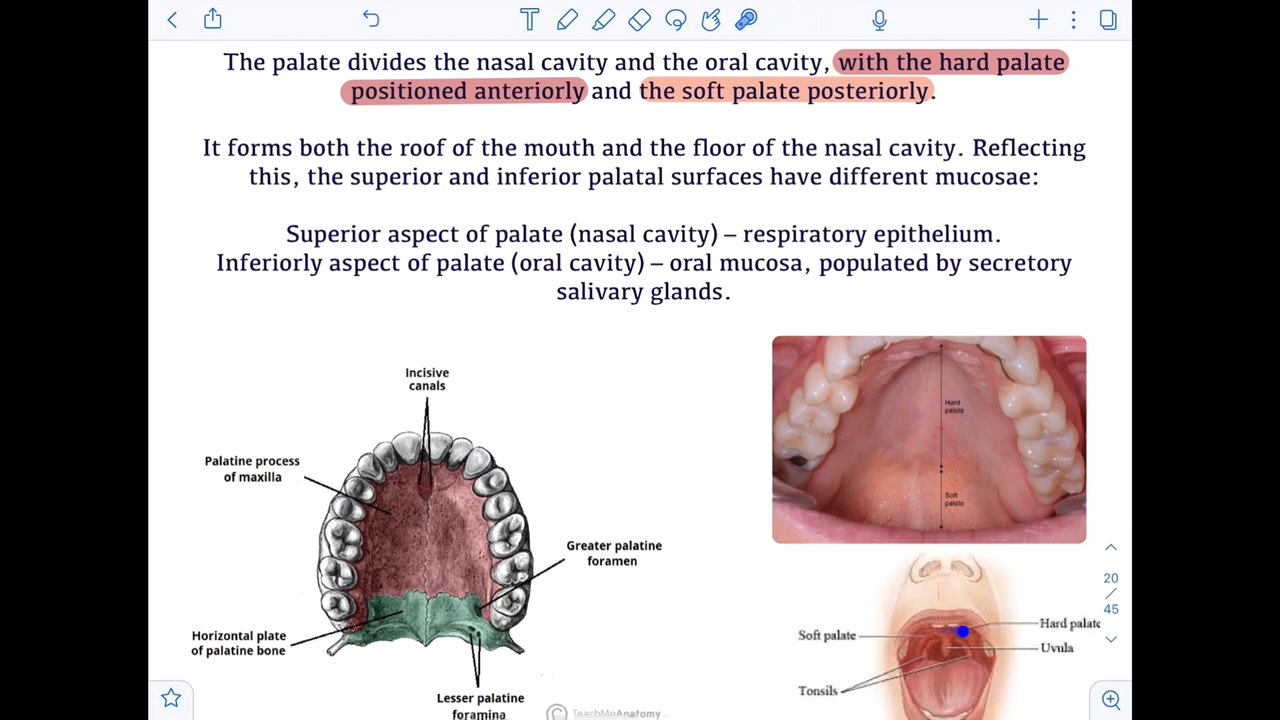 The palate divides the nasal cavity and the oral cavity, with the hard palate
positioned anteriorly and the soft palate posteriorly.
It forms both the roof of the mouth and the floor of the nasal cavity. Reflecting
this, the superior and inferior palatal surfaces have different mucosae:
Superior aspect of palate (nasal cavity) – respiratory epithelium.
Inferiorly aspect of palate (oral cavity) – oral mucosa, populated by secretory
salivary glands.
Incisive
canals
Palatine process
of maxilla
Greater palatine
foramen
Horizontal plate
of palatine bone
Lesser palatine
foramina
© TeachMeAnatomy
Hard
palate
Soft
palate
Soft palate
Hard palate
Uvula
Tonsils
20
/
45